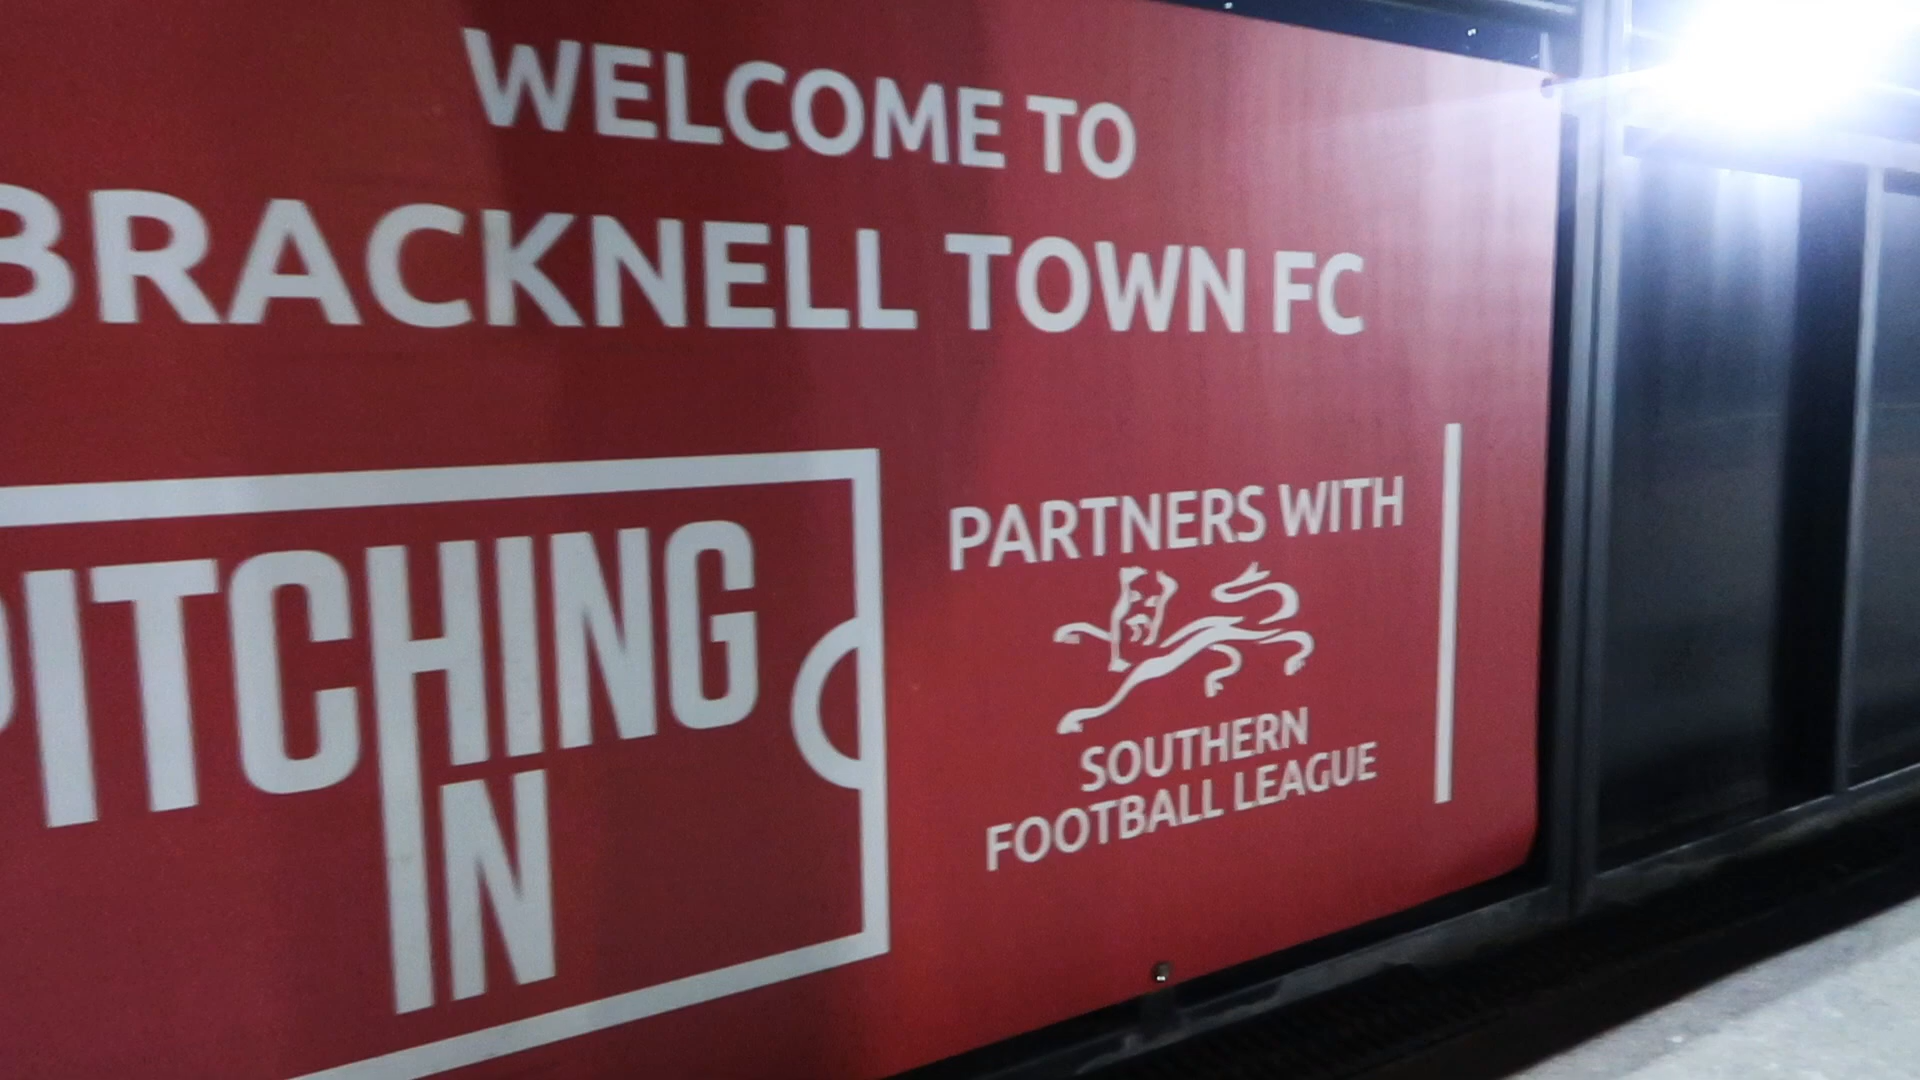 WELCOME TO
BRACKNELL TOWN FC
PITCHING
IN
PARTNERS WITH
SOUTHERN
FOOTBALL LEAGUE